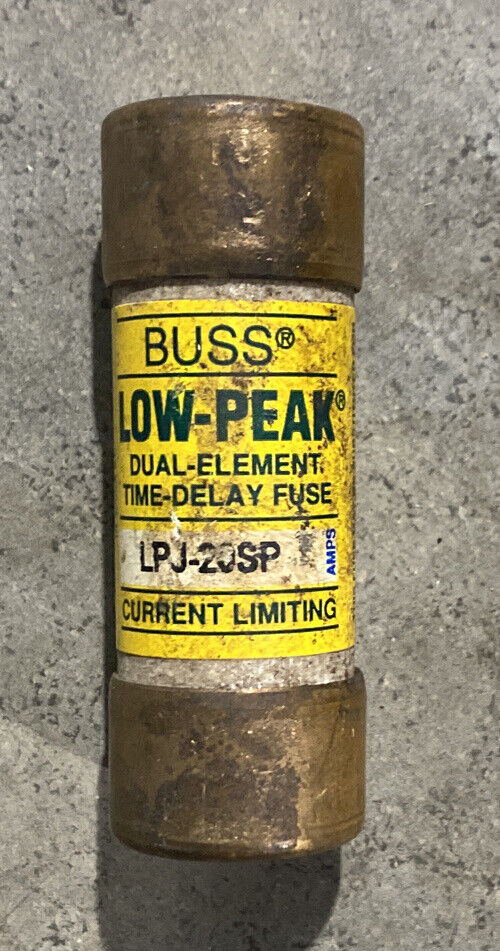 BUSS®
LOW-PEAK®
DUAL-ELEMENT,
TIME-DELAY FUSE
LPJ-20SP
AMPS
CURRENT LIMITING